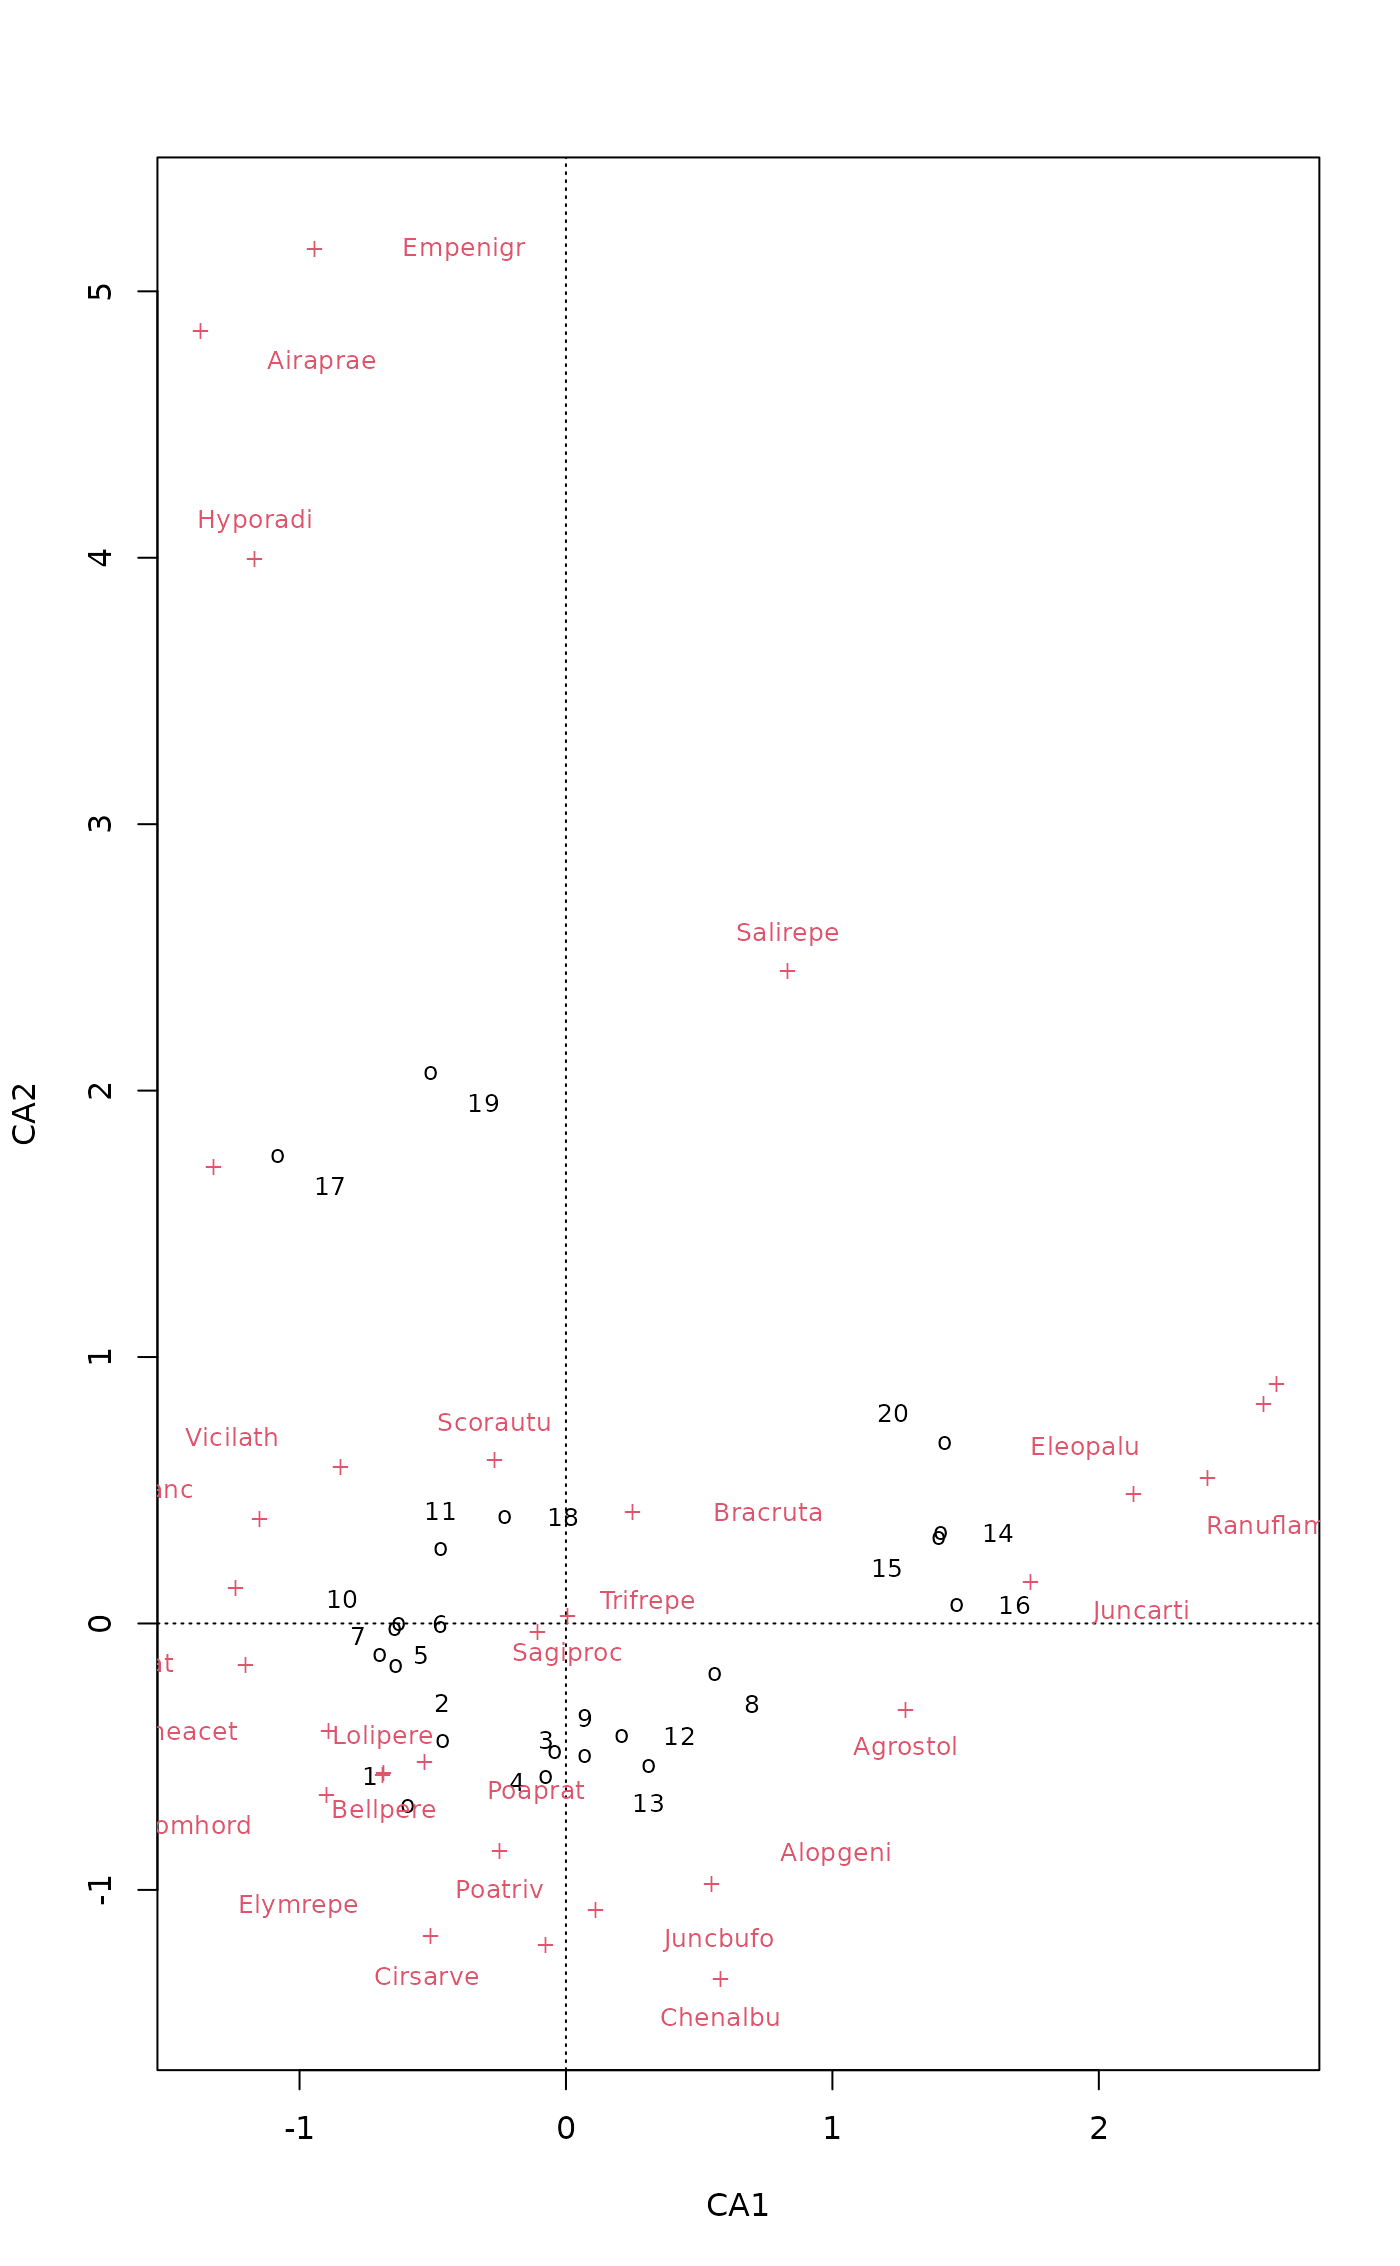 Empenigr
5
Airaprae
Hyporadi
4
3
Salirepe
2
19
17
CA2
1
20
Scorautu
Vicilath
Eleopalu
anc
11
18
Bracruta
Ranuflam
14
15
10
Trifrepe
16
Juncarti
0
6
7
5
Sagiproc
at
2
8
9
neacet
Lolipere
3
12
Agrostol
1
4
Poaprat
13
Bellpere
omhord
Alopgeni
Poatriv
-1
Elymrepe
Juncbufo
Cirsarve
Chenalbu
-1
0
1
2
CA1